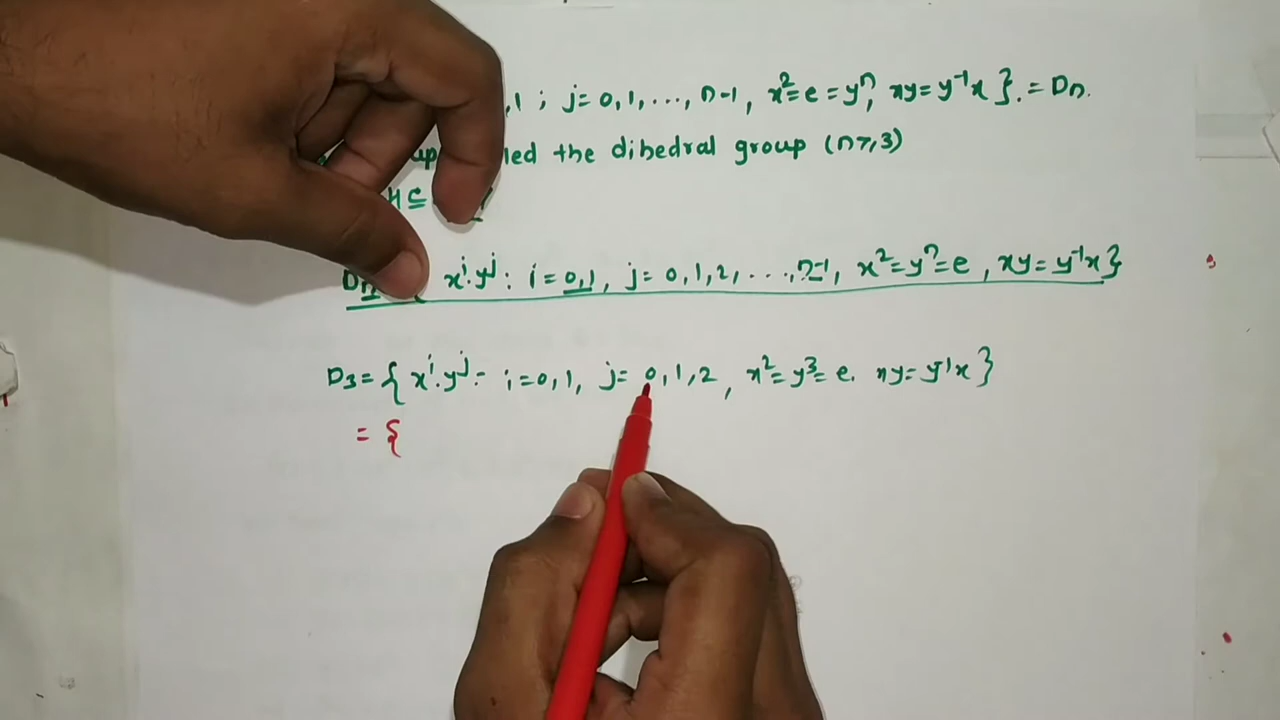 ,1 ; j= 0,1,..., n-1, x²=e=yⁿ, xy=y⁻¹x }. = Dn.
the dihedral group (n≥3)
H ⊆
Dn { xⁱ.yʲ : i = 0,1, j= 0,1,2, ...,n-1, x²=yⁿ=e, xy=y⁻¹x}
D3= { xⁱ.yʲ= i=0,1, j= 0,1,2, x²=y³=e. xy=y⁻¹x }
= {